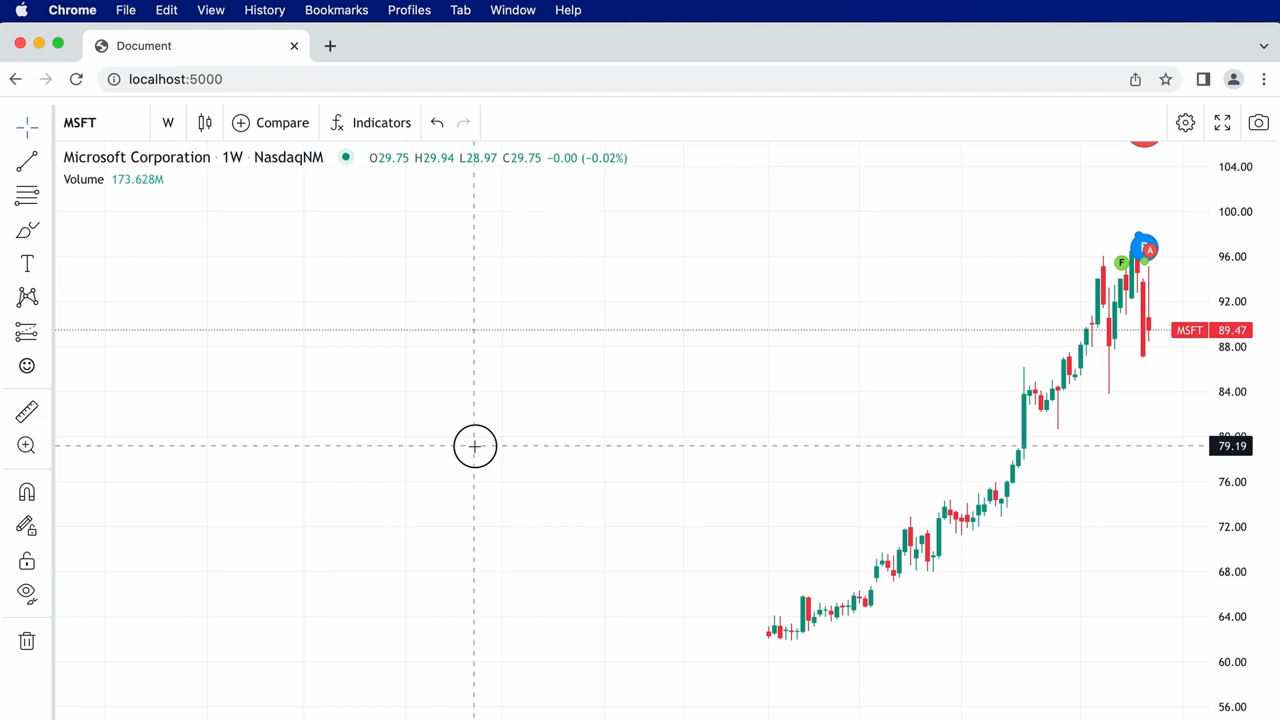 Chrome File Edit View History Bookmarks Profiles Tab Window Help
Document
localhost:5000
MSFT W Compare Indicators
Microsoft Corporation · 1W · NasdaqNM O29.75 H29.94 L28.97 C29.75 −0.00 (−0.02%)
Volume 173.628M
104.00
100.00
96.00
F
A
92.00
MSFT 89.47
88.00
84.00
80.00
79.19
76.00
72.00
68.00
64.00
60.00
56.00